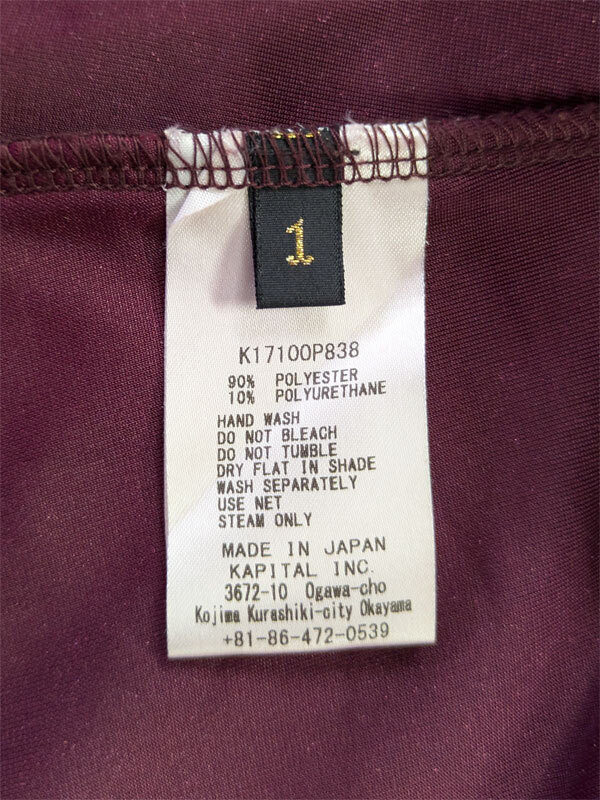 1
K17100P838
90% POLYESTER
10% POLYURETHANE
HAND WASH
DO NOT BLEACH
DO NOT TUMBLE
DRY FLAT IN SHADE
WASH SEPARATELY
USE NET
STEAM ONLY
MADE IN JAPAN
KAPITAL INC.
3672-10 Ogawa-cho
Kojima Kurashiki-city Okayama
+81-86-472-0539